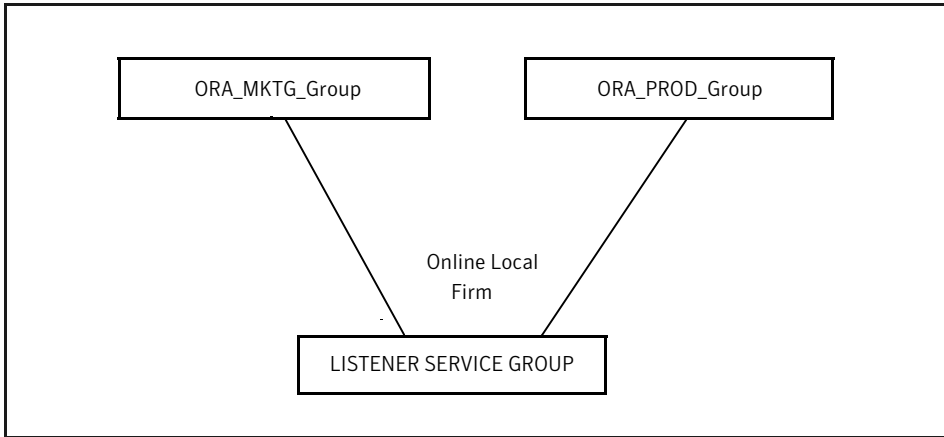 ORA_MKTG_Group
ORA_PROD_Group
Online Local
Firm
LISTENER SERVICE GROUP